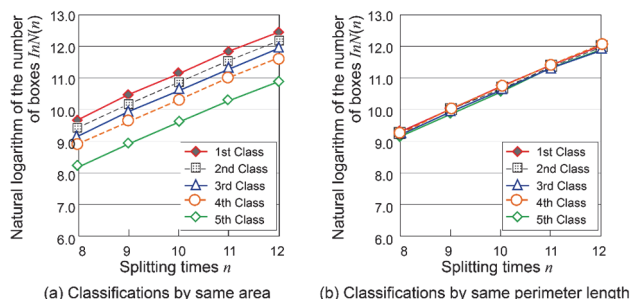 13.0
12.0
11.0
10.0
9.0
8.0
7.0
6.0
Natural logarithm of the number
of boxes InN(n)
1st Class
2nd Class
3rd Class
4th Class
5th Class
8 9 10 11 12
Splitting times n
(a) Classifications by same area
13.0
12.0
11.0
10.0
9.0
8.0
7.0
6.0
Natural logarithm of the number
of boxes InN(n)
1st Class
2nd Class
3rd Class
4th Class
5th Class
8 9 10 11 12
Splitting times n
(b) Classifications by same perimeter length